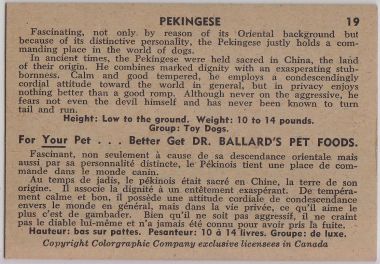 PEKINGESE 19
Fascinating, not only by reason of its Oriental background but
because of its distinctive personality, the Pekingese justly holds a com-
manding place in the world of dogs.
In ancient times, the Pekingese were held sacred in China, the land
of their origin. He combines marked dignity with an exasperating stub-
bornness. Calm and good tempered, he employs a condescendingly
cordial attitude toward the world in general, but in privacy enjoys
nothing better than a good romp. Although never on the aggressive, he
fears not even the devil himself and has never been known to turn
tail and run.
Height: Low to the ground. Weight: 10 to 14 pounds.
Group: Toy Dogs.
For Your Pet . . . Better Get DR. BALLARD'S PET FOODS.
Fascinant, non seulement à cause de sa descendance orientale mais
aussi par sa personnalité distincte, le Pékinois tient une place de com-
mande dans le monde canin.
Au temps de jadis, le pékinois était sacré en Chine, la terre de son
origine. Il associe la dignité à un entêtement exaspérant. De tempéra-
ment calme et bon, il possède une attitude cordiale de condescendance
envers le monde en général, mais dans la vie privée, ce qu'il aime le
plus c'est de gambader. Bien qu'il ne soit pas aggressif, il ne craint
pas le diable lui-même et n'a jamais été connu pour avoir pris la fuite.
Hauteur: bas sur pattes. Pesanteur: 10 à 14 livres. Groupe: de luxe.
Copyright Colorgraphic Company exclusive licensees in Canada